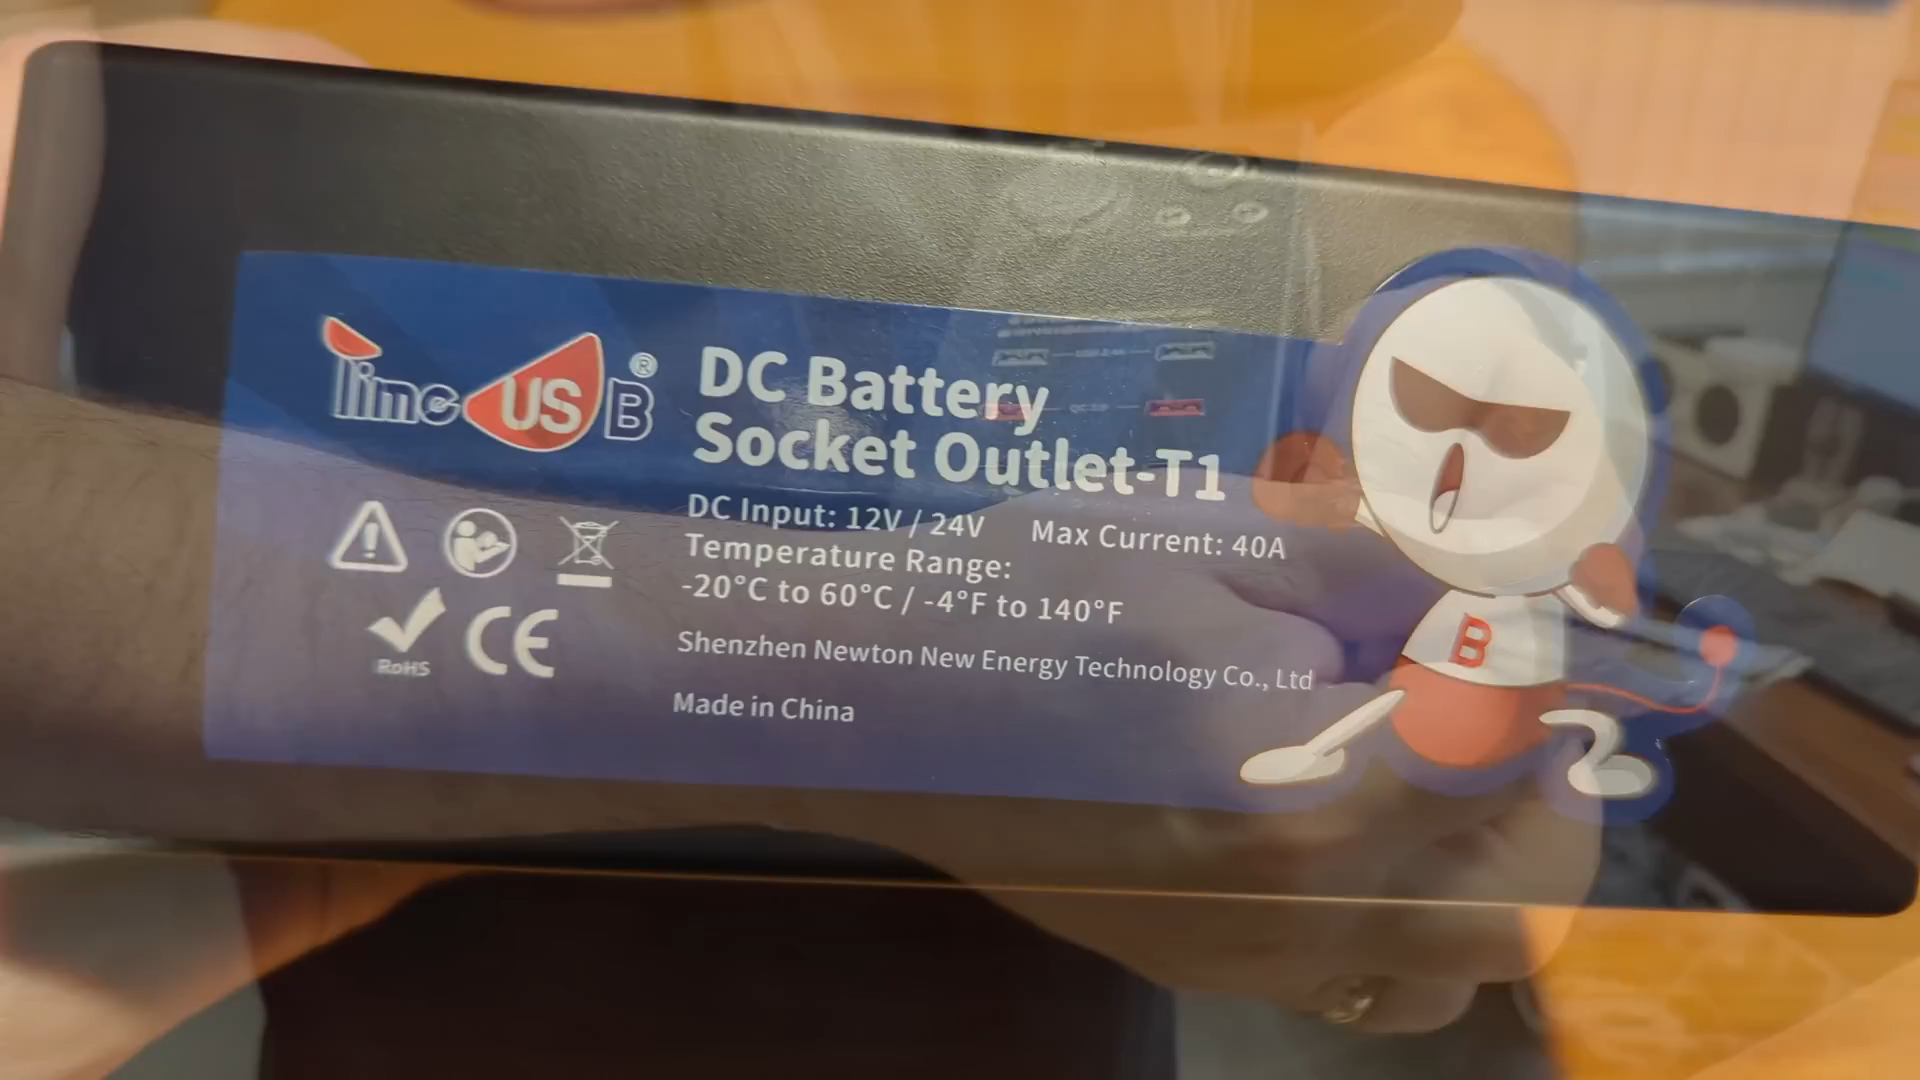 lincUSB®
DC Battery
Socket Outlet-T1
DC Input: 12V / 24V Max Current: 40A
Temperature Range:
-20°C to 60°C / -4°F to 140°F
Shenzhen Newton New Energy Technology Co., Ltd
Made in China
RoHS
CE
B